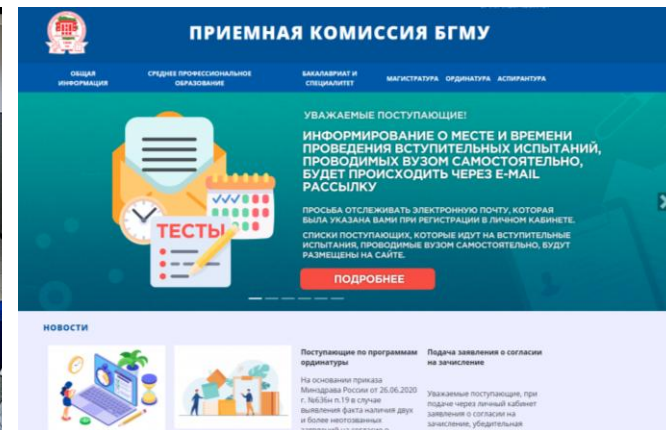 ПРИЕМНАЯ КОМИССИЯ БГМУ
ОБЩАЯ
ИНФОРМАЦИЯ
СРЕДНЕЕ ПРОФЕССИОНАЛЬНОЕ
ОБРАЗОВАНИЕ
БАКАЛАВРИАТ И
СПЕЦИАЛИТЕТ
МАГИСТРАТУРА ОРДИНАТУРА АСПИРАНТУРА
УВАЖАЕМЫЕ ПОСТУПАЮЩИЕ!
ИНФОРМИРОВАНИЕ О МЕСТЕ И ВРЕМЕНИ
ПРОВЕДЕНИЯ ВСТУПИТЕЛЬНЫХ ИСПЫТАНИЙ,
ПРОВОДИМЫХ ВУЗОМ САМОСТОЯТЕЛЬНО,
БУДЕТ ПРОИСХОДИТЬ ЧЕРЕЗ E-MAIL
РАССЫЛКУ
ПРОСЬБА ОТСЛЕЖИВАТЬ ЭЛЕКТРОННУЮ ПОЧТУ, КОТОРАЯ
БЫЛА УКАЗАНА ВАМИ ПРИ РЕГИСТРАЦИИ В ЛИЧНОМ КАБИНЕТЕ.
СПИСКИ ПОСТУПАЮЩИХ, КОТОРЫЕ ИДУТ НА ВСТУПИТЕЛЬНЫЕ
ИСПЫТАНИЯ, ПРОВОДИМЫЕ ВУЗОМ САМОСТОЯТЕЛЬНО, БУДУТ
РАЗМЕЩЕНЫ НА САЙТЕ.
ТЕСТЫ
ПОДРОБНЕЕ
НОВОСТИ
Поступающие по программам
ординатуры
На основании приказа
Минздрава России от 26.06.2020
г. №636н п.19 в случае
выявления факта наличия двух
и более неотозванных
Подача заявления о согласии
на зачисление
Уважаемые поступающие, при
подаче через личный кабинет
заявления о согласии на
зачисление, убедительная